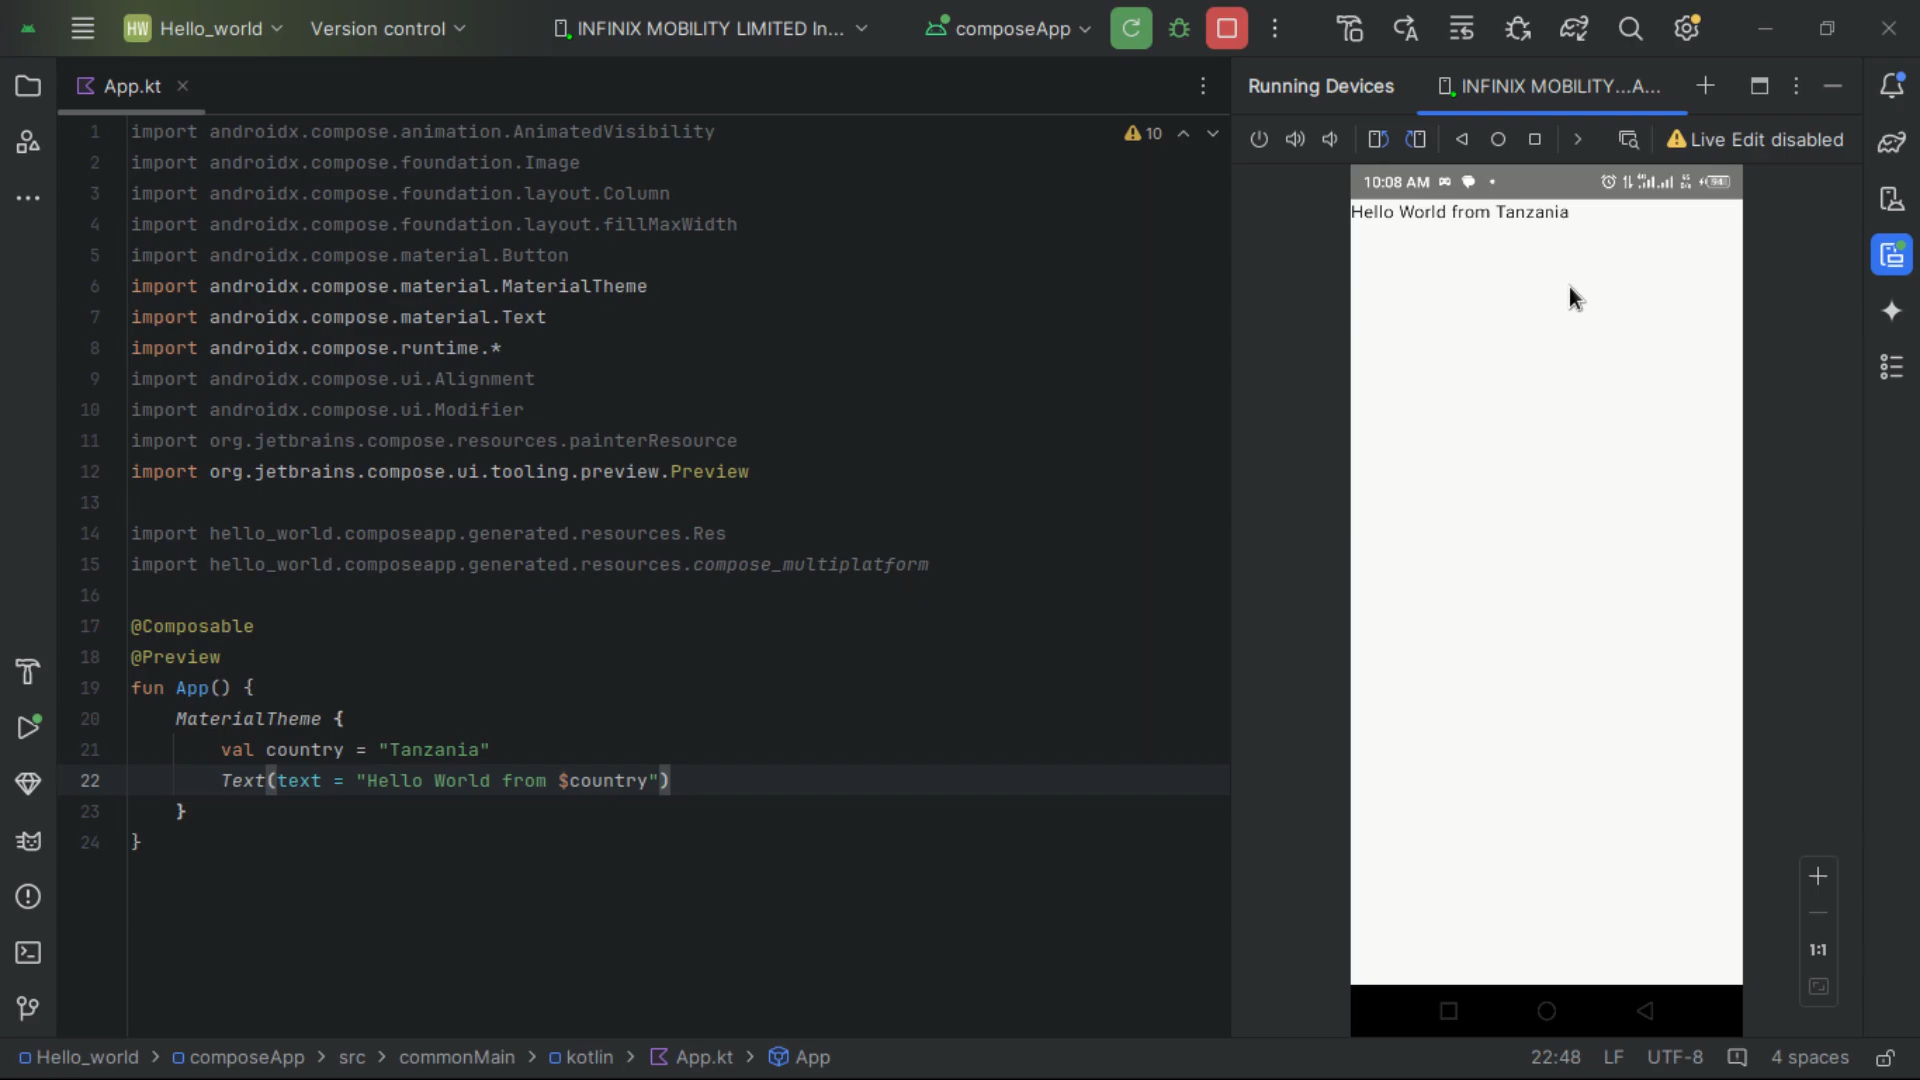 HW Hello_world Version control INFINIX MOBILITY LIMITED In... composeApp
App.kt
Running Devices INFINIX MOBILITY...A...
Live Edit disabled
10
1 import androidx.compose.animation.AnimatedVisibility
2 import androidx.compose.foundation.Image
3 import androidx.compose.foundation.layout.Column
4 import androidx.compose.foundation.layout.fillMaxWidth
5 import androidx.compose.material.Button
6 import androidx.compose.material.MaterialTheme
7 import androidx.compose.material.Text
8 import androidx.compose.runtime.*
9 import androidx.compose.ui.Alignment
10 import androidx.compose.ui.Modifier
11 import org.jetbrains.compose.resources.painterResource
12 import org.jetbrains.compose.ui.tooling.preview.Preview
13
14 import hello_world.composeapp.generated.resources.Res
15 import hello_world.composeapp.generated.resources.compose_multiplatform
16
17 @Composable
18 @Preview
19 fun App() {
20 MaterialTheme {
21 val country = "Tanzania"
22 Text(text = "Hello World from $country")
23 }
24 }
10:08 AM
Hello World from Tanzania
1:1
Hello_world > composeApp > src > commonMain > kotlin > App.kt > App
22:48 LF UTF-8 4 spaces